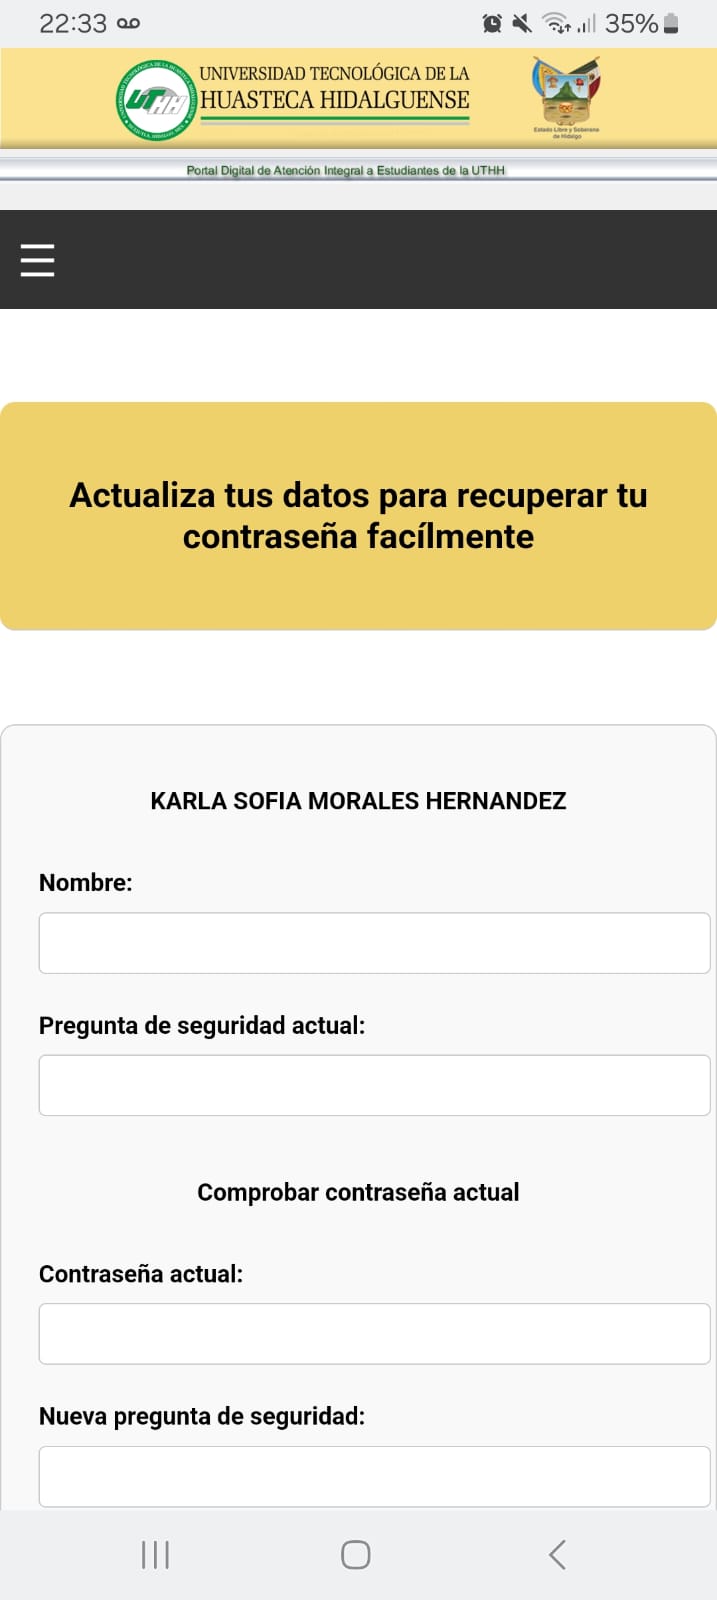 22:33
35%
UNIVERSIDAD TECNOLÓGICA DE LA
HUASTECA HIDALGUENSE
UTHH
Estado Libre y Soberano
de Hidalgo
Portal Digital de Atención Integral a Estudiantes de la UTHH
Actualiza tus datos para recuperar tu
contraseña facílmente
KARLA SOFIA MORALES HERNANDEZ
Nombre:
Pregunta de seguridad actual:
Comprobar contraseña actual
Contraseña actual:
Nueva pregunta de seguridad: